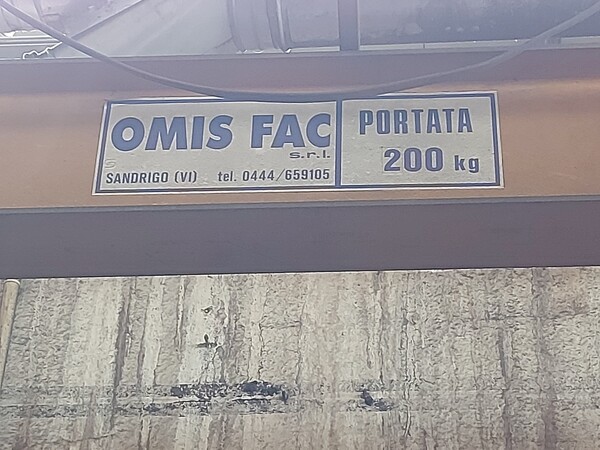 OMIS FAC
s.r.l.
SANDRIGO (VI) tel. 0444/659105
PORTATA
200 kg